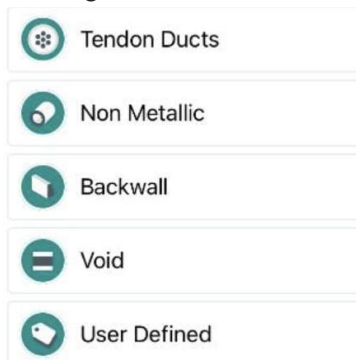 Tendon Ducts
Non Metallic
Backwall
Void
User Defined